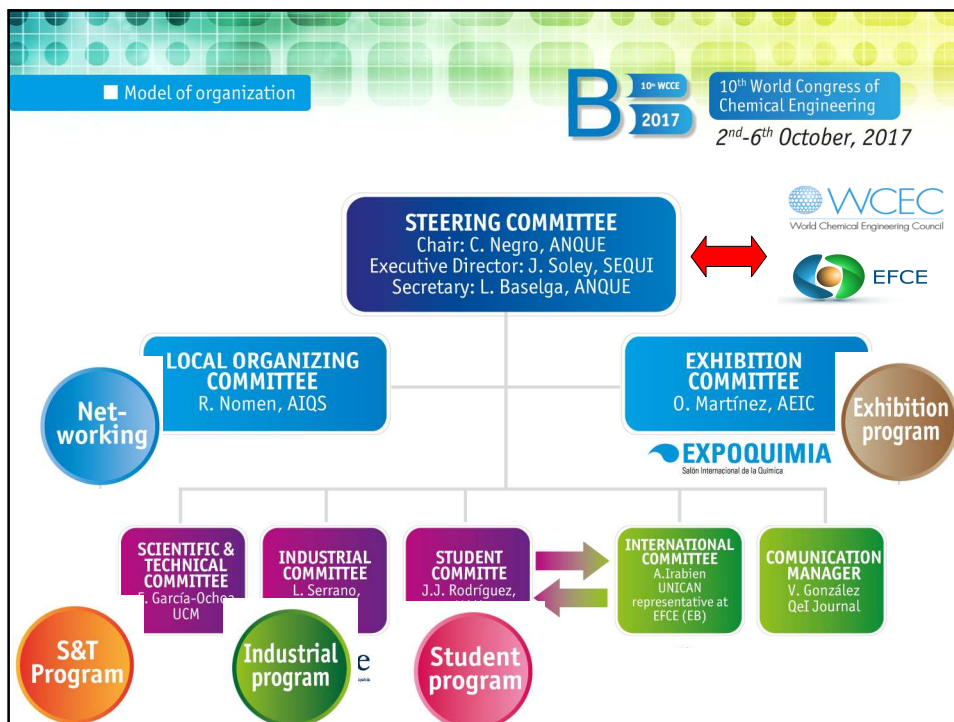 Model of organization
B
10th WCCE
2017
10th World Congress of
Chemical Engineering
2nd-6th October, 2017
WCEC
World Chemical Engineering Council
EFCE
STEERING COMMITTEE
Chair: C. Negro, ANQUE
Executive Director: J. Soley, SEQUI
Secretary: L. Baselga, ANQUE
LOCAL ORGANIZING
COMMITTEE
R. Nomen, AIQS
EXHIBITION
COMMITTEE
O. Martínez, AEIC
Net-
working
Exhibition
program
EXPOQUIMIA
Salón Internacional de la Química
SCIENTIFIC &
TECHNICAL
COMMITTEE
F. García-Ochoa
UCM
INDUSTRIAL
COMMITTEE
L. Serrano,
STUDENT
COMMITTE
J.J. Rodríguez,
INTERNATIONAL
COMMITTEE
A.Irabien
UNICAN
representative at
EFCE (EB)
COMUNICATION
MANAGER
V. González
QeI Journal
S&T
Program
Industrial
program
e
Student
program